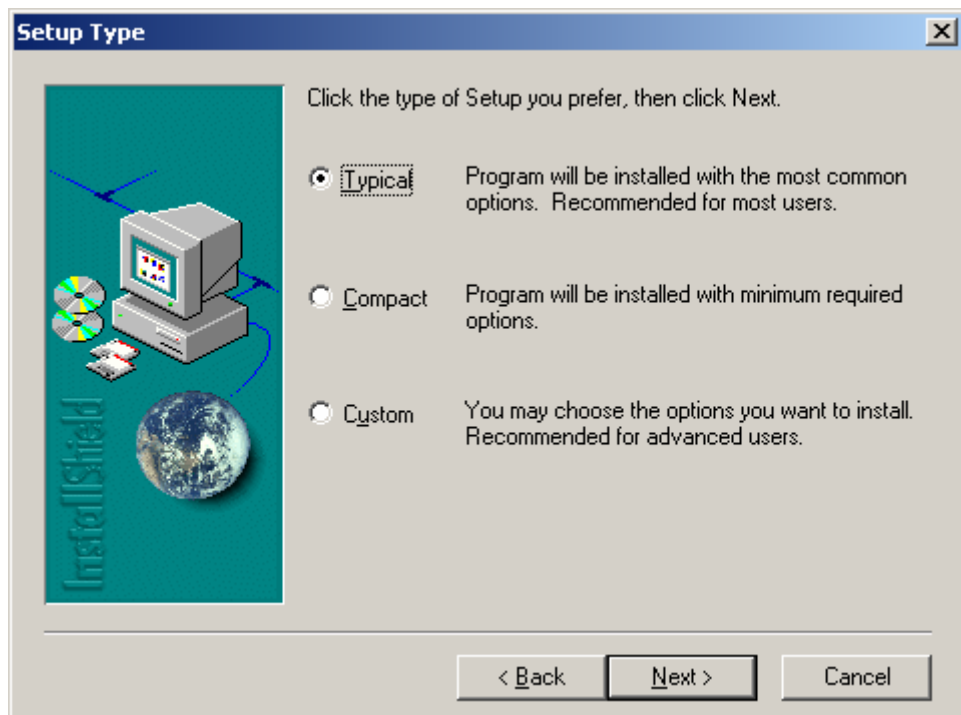 Setup Type
Click the type of Setup you prefer, then click Next.
Typical
Program will be installed with the most common
options.  Recommended for most users.
Compact
Program will be installed with minimum required
options.
Custom
You may choose the options you want to install.
Recommended for advanced users.
InstallShield
< Back
Next >
Cancel